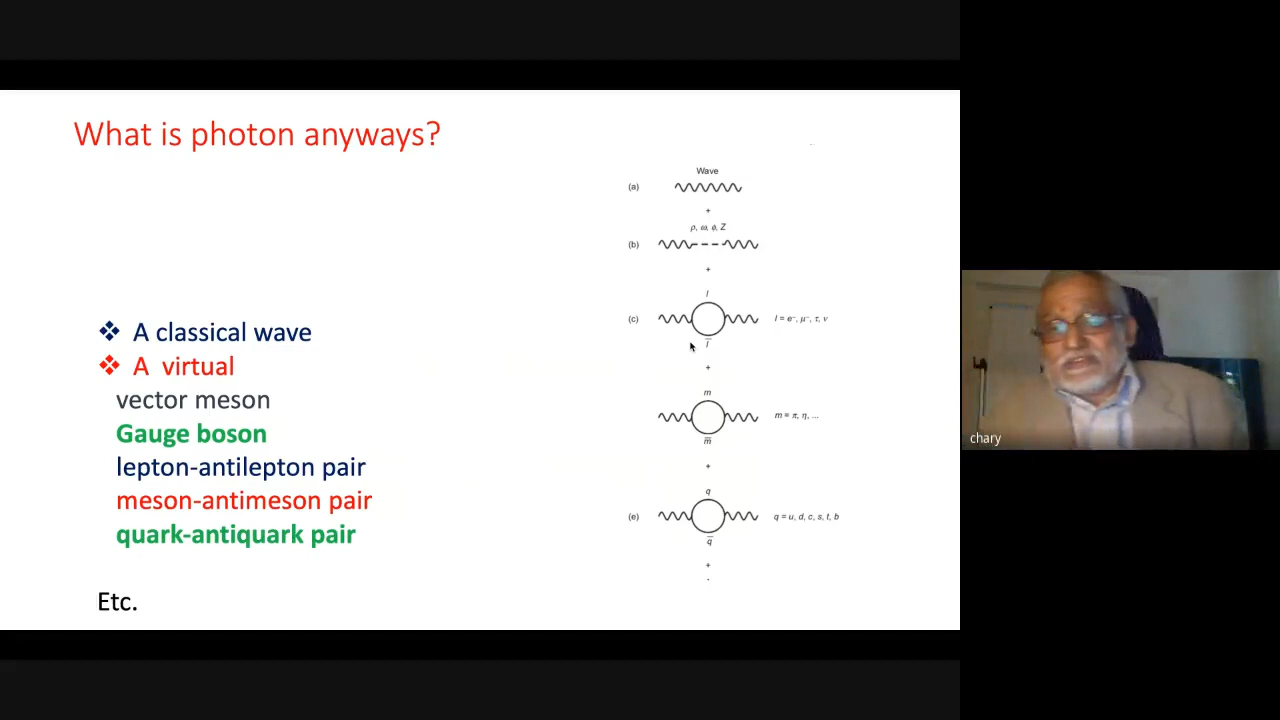 What is photon anyways?
Wave
(a)
+
ρ, ω, ϕ, Z
(b)
+
l
(c) l = e⁻, μ⁻, τ, ν
l̅
+
m
m = π, η, ...
m̅
+
q
(e) q = u, d, c, s, t, b
q̅
+
.
❖ A classical wave
❖ A virtual
vector meson
Gauge boson
lepton-antilepton pair
meson-antimeson pair
quark-antiquark pair
Etc.
chary